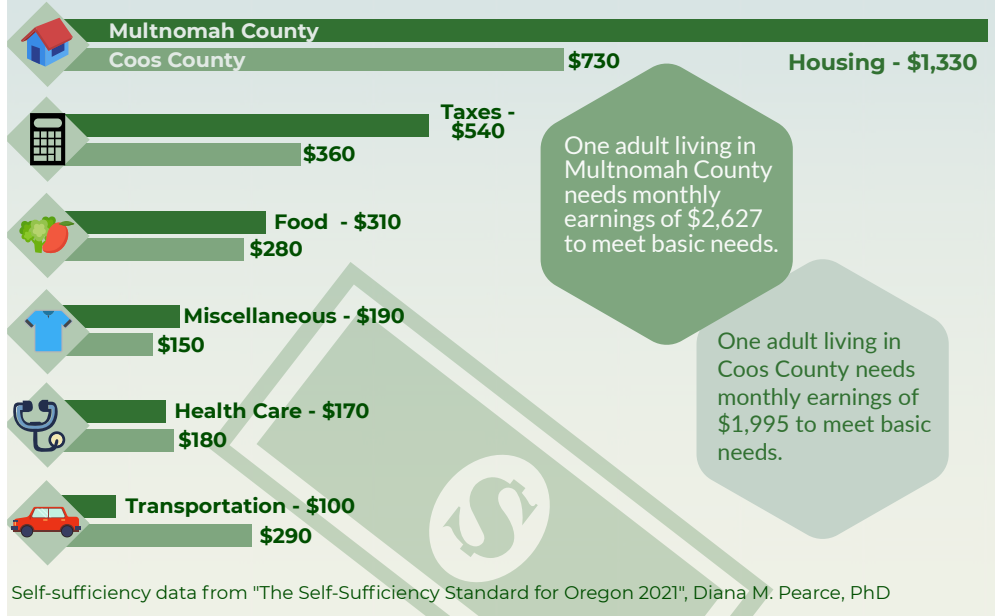 Multnomah County
Coos County
$730
Housing - $1,330
Taxes -
$540
$360
One adult living in
Multnomah County
needs monthly
earnings of $2,627
to meet basic needs.
Food - $310
$280
Miscellaneous - $190
$150
One adult living in
Coos County needs
monthly earnings of
$1,995 to meet basic
needs.
Health Care - $170
$180
Transportation - $100
$290
$
Self-sufficiency data from "The Self-Sufficiency Standard for Oregon 2021", Diana M. Pearce, PhD